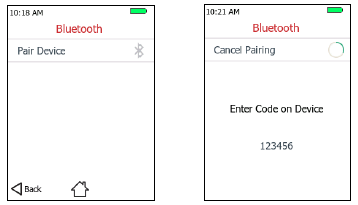 10:18 AM
Bluetooth
Pair Device
Back
10:21 AM
Bluetooth
Cancel Pairing
Enter Code on Device
123456